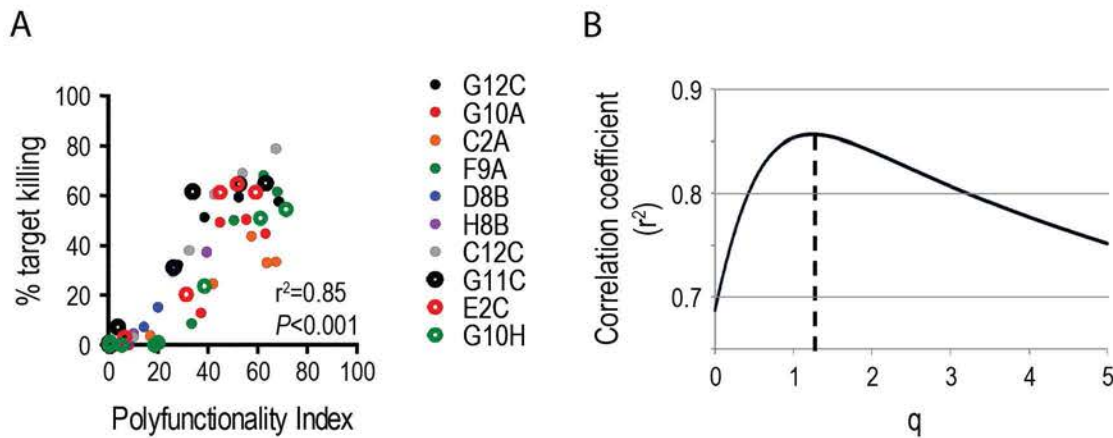 A
B
100
80
60
40
20
0
% target killing
0 20 40 60 80 100
Polyfunctionality Index
r²=0.85
P<0.001
G12C
G10A
C2A
F9A
D8B
H8B
C12C
G11C
E2C
G10H
0.9
0.8
0.7
Correlation coefficient
(r²)
0 1 2 3 4 5
q